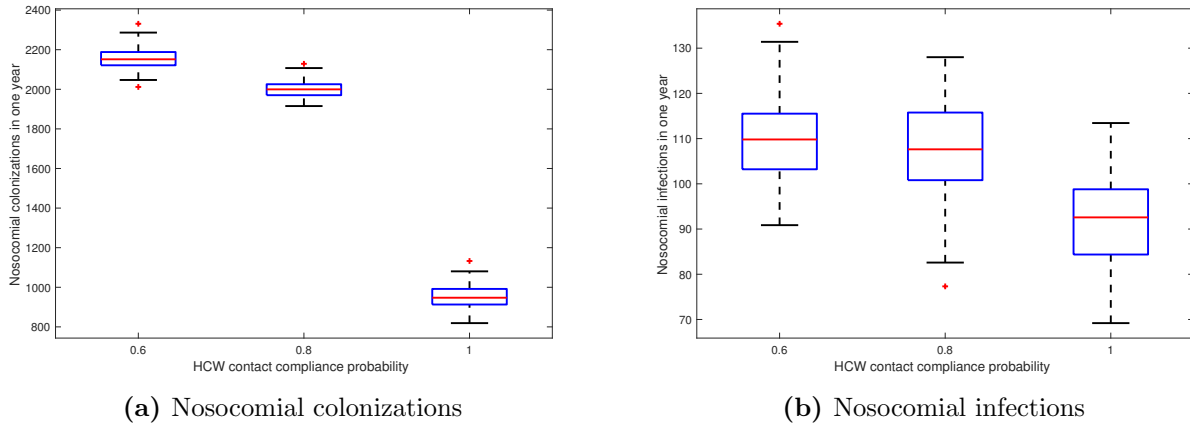 Nosocomial colonizations in one year
2400
2200
2000
1800
1600
1400
1200
1000
800
0.6 0.8 1
HCW contact compliance probability
(a) Nosocomial colonizations
Nosocomial infections in one year
130
120
110
100
90
80
70
0.6 0.8 1
HCW contact compliance probability
(b) Nosocomial infections